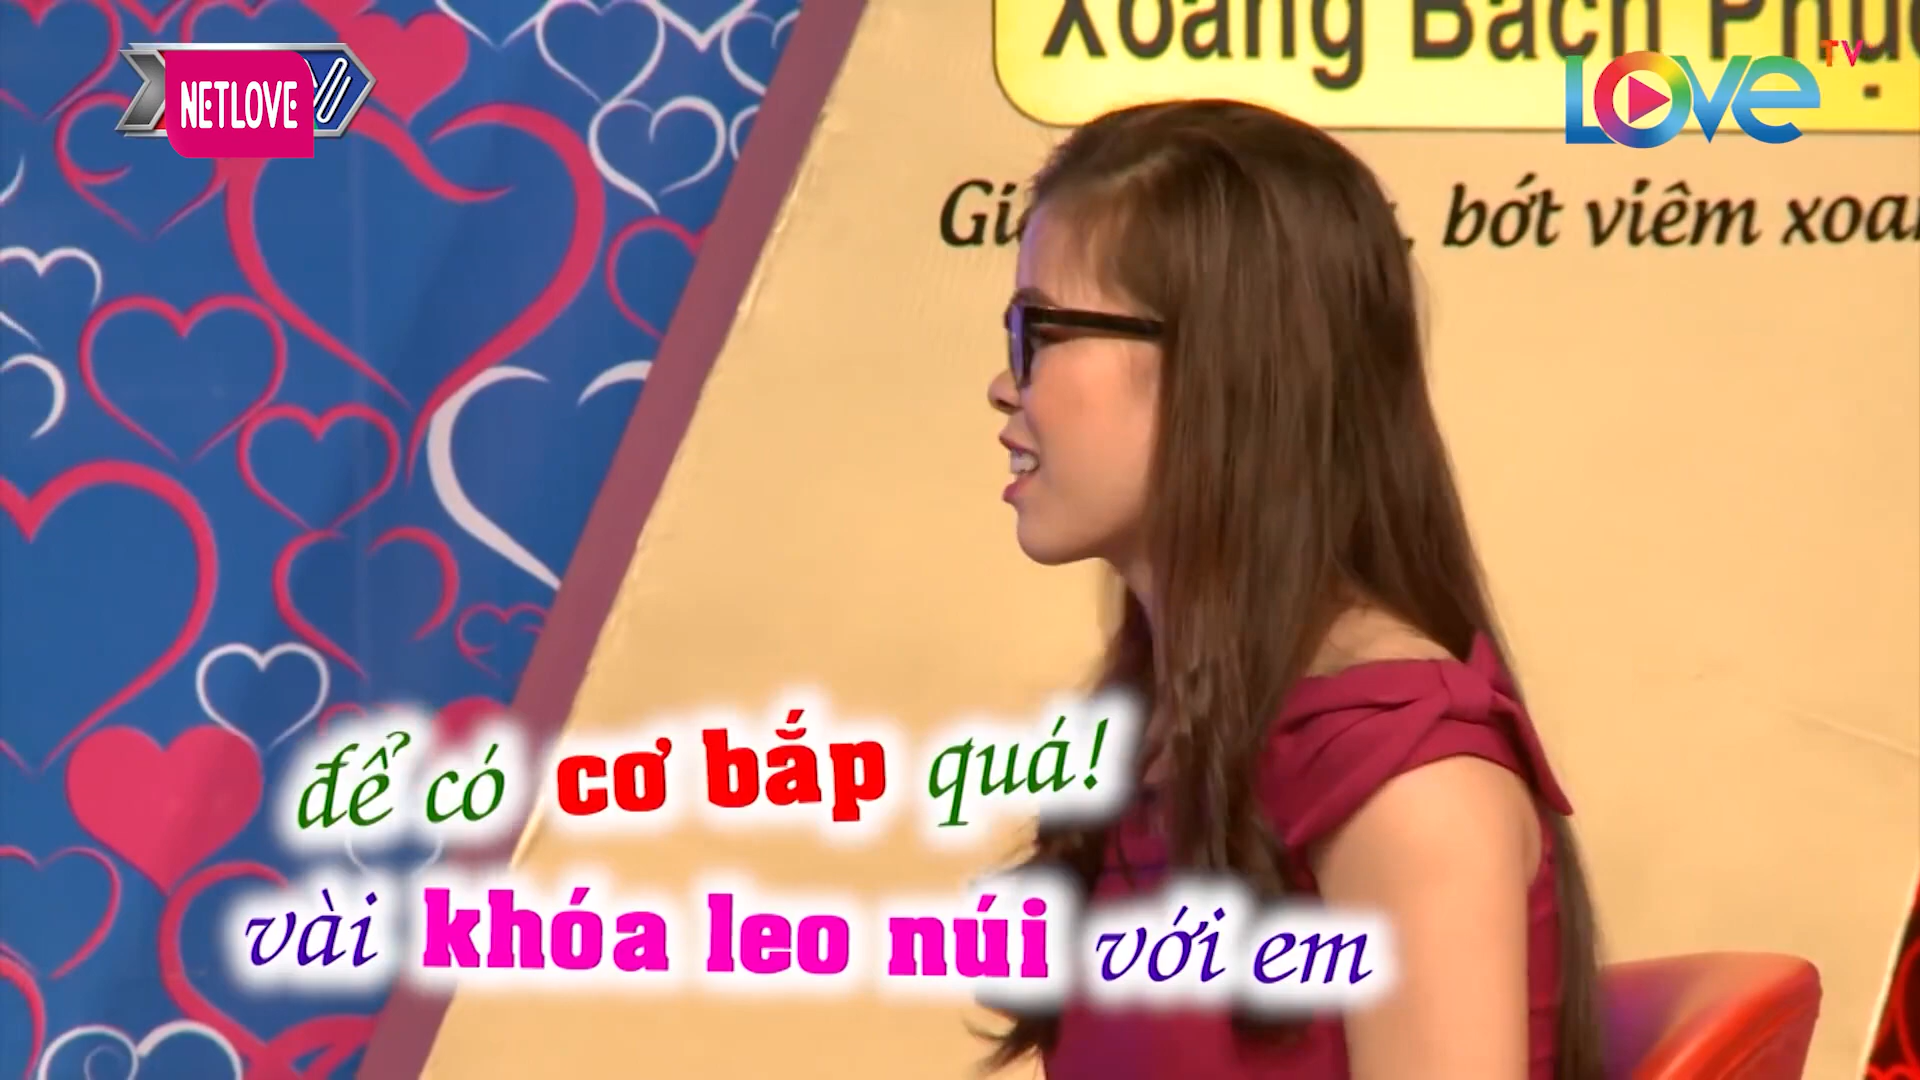 Xoang Bách Phục
NETLOVE
LOVE TV
bớt viêm xoang
để có cơ bắp quá!
vài khóa leo núi với em